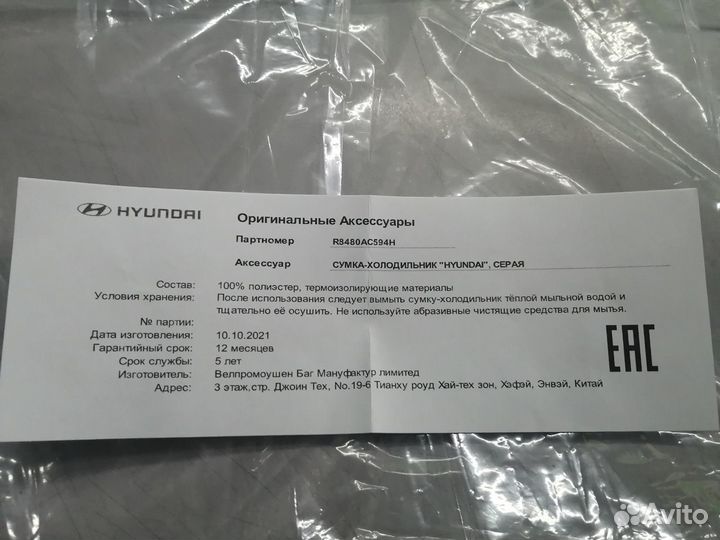 HYUNDAI
Оригинальные Аксессуары
Партномер R8480AC594H
Аксессуар СУМКА-ХОЛОДИЛЬНИК "HYUNDAI", СЕРАЯ
Состав: 100% полиэстер, термоизолирующие материалы
Условия хранения: После использования следует вымыть сумку-холодильник тёплой мыльной водой и
тщательно её осушить. Не используйте абразивные чистящие средства для мытья.
№ партии:
Дата изготовления: 10.10.2021
Гарантийный срок: 12 месяцев
Срок службы: 5 лет
Изготовитель: Велпромоушен Баг Мануфактур лимитед
Адрес: 3 этаж,стр. Джоин Тех, No.19-6 Тианху роуд Хай-тех зон, Хэфэй, Энвэй, Китай
EAC
Avito